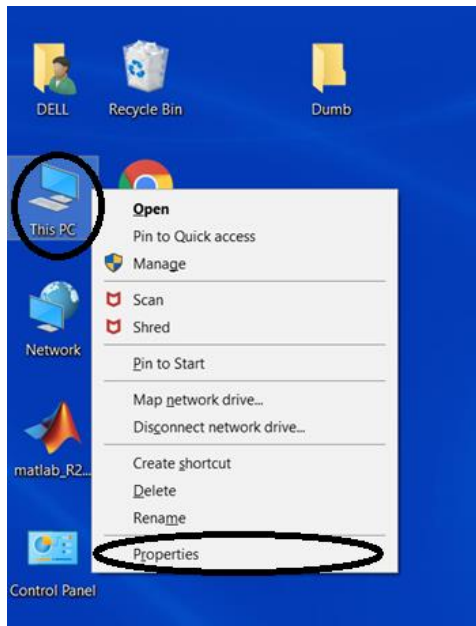 DELL
Recycle Bin
Dumb
This PC
Open
Pin to Quick access
Manage
Scan
Shred
Network
Pin to Start
Map network drive...
Disconnect network drive...
matlab_R2...
Create shortcut
Delete
Rename
Properties
Control Panel